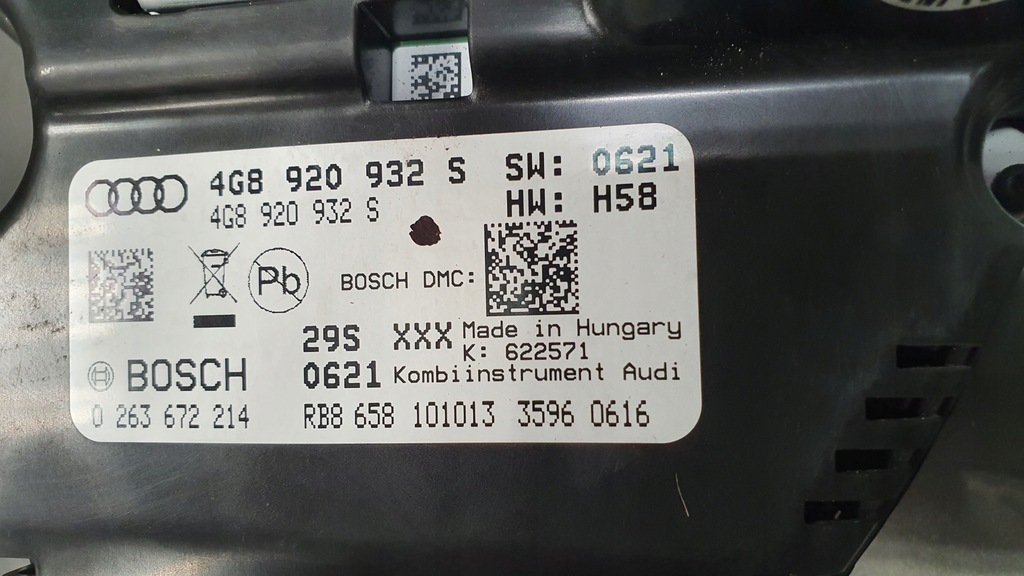 4G8 920 932 S SW: 0621
4G8 920 932 S HW: H58
Pb
BOSCH DMC:
29S XXX Made in Hungary
K: 622571
BOSCH 0621 Kombiinstrument Audi
0 263 672 214 RB8 658 101013 3596 0616